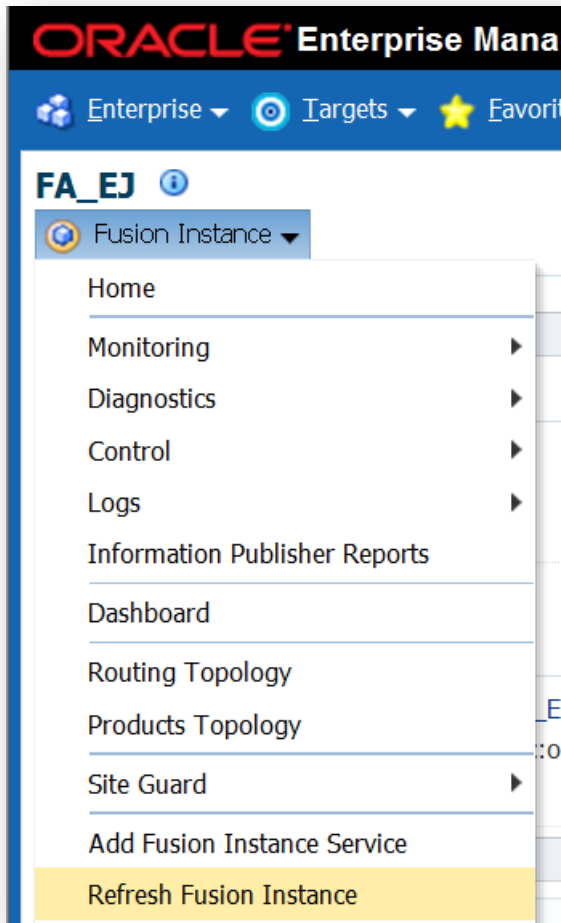 ORACLE Enterprise Mana
Enterprise Targets Favorit
FA_EJ
Fusion Instance
Home
Monitoring
Diagnostics
Control
Logs
Information Publisher Reports
Dashboard
Routing Topology
Products Topology
_E
::o
Site Guard
Add Fusion Instance Service
Refresh Fusion Instance